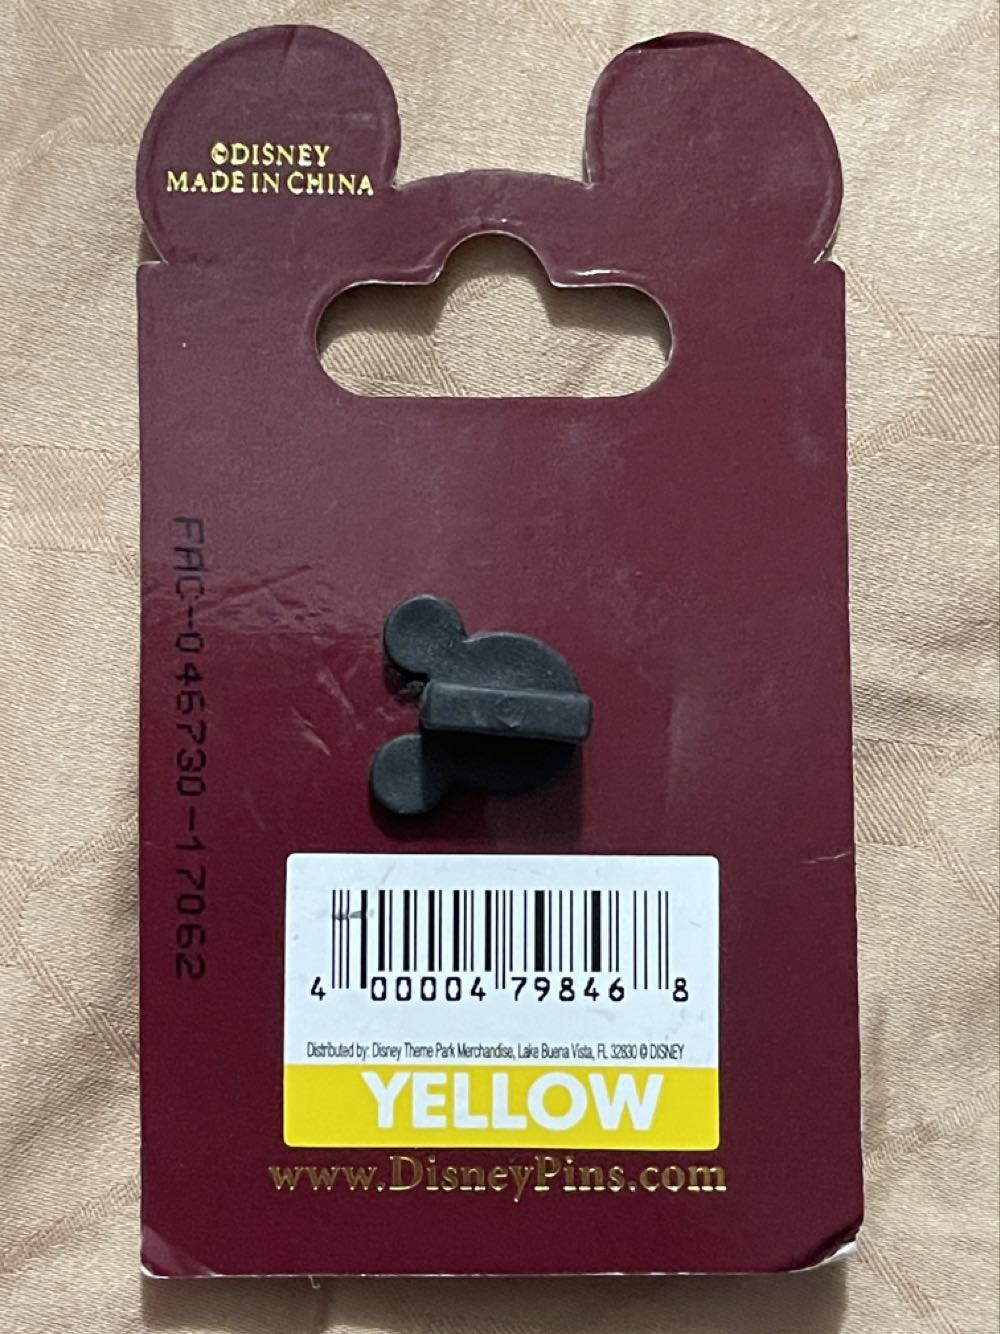 ©DISNEY
MADE IN CHINA
FAC-046730-17062
4 00004 79846 8
Distributed by: Disney Theme Park Merchandise, Lake Buena Vista, FL 32830 © DISNEY
YELLOW
www.DisneyPins.com